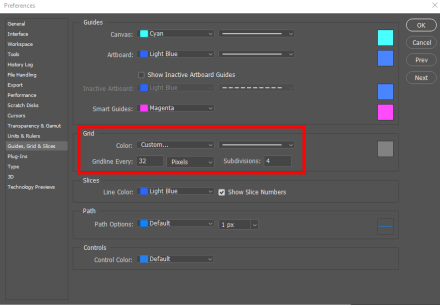 Preferences
General
Interface
Workspace
Tools
History Log
File Handling
Export
Performance
Scratch Disks
Cursors
Transparency & Gamut
Units & Rulers
Guides, Grid & Slices
Plug-Ins
Type
3D
Technology Previews
Guides
Canvas: Cyan
Artboard: Light Blue
Show Inactive Artboard Guides
Inactive Artboard: Light Blue
Smart Guides: Magenta
Grid
Color: Custom...
Gridline Every: 32 Pixels Subdivisions: 4
Slices
Line Color: Light Blue Show Slice Numbers
Path
Path Options: Default 1 px
Controls
Control Color: Default
OK
Cancel
Prev
Next